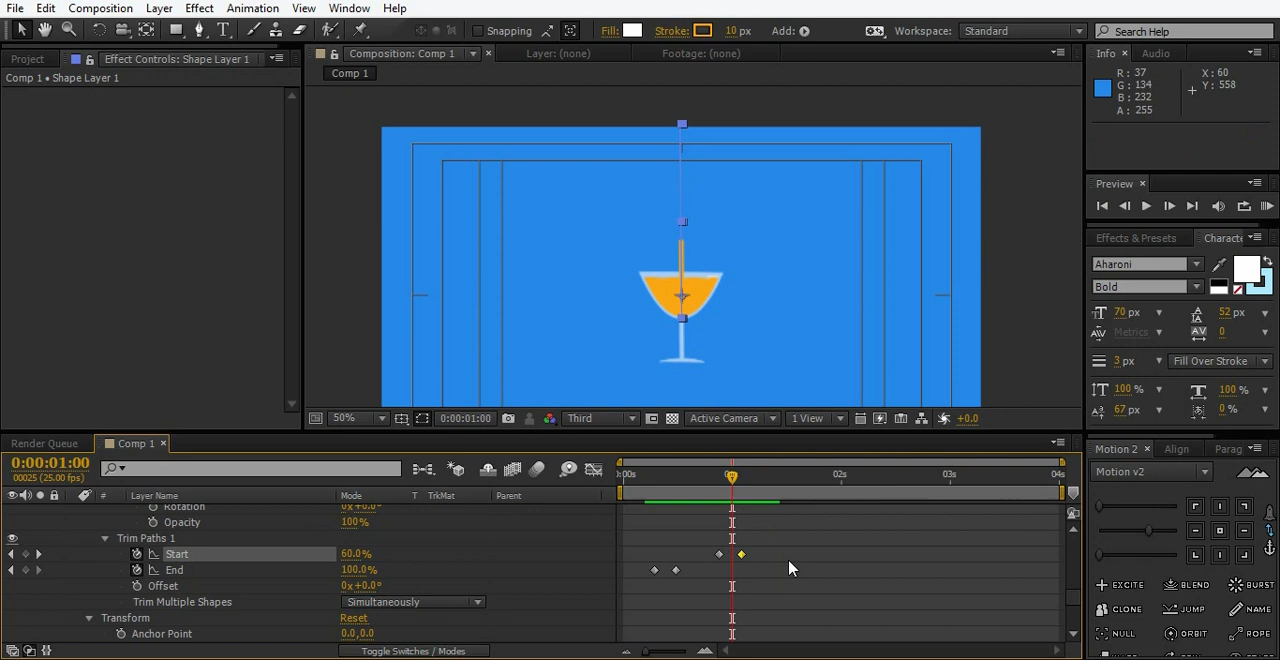 File Edit Composition Layer Effect Animation View Window Help
Snapping Fill: Stroke: 10 px Add: Workspace: Standard Search Help
Project Effect Controls: Shape Layer 1 Composition: Comp 1 Layer: (none) Footage: (none) Info Audio
Comp 1 • Shape Layer 1 Comp 1
R: 37 X: 60
G: 134 Y: 558
B: 232
A: 255
Preview
Effects & Presets Characte
Aharoni
Bold
70 px 52 px
Metrics 0
3 px Fill Over Stroke
100 % 100 %
67 px 0 %
50% 0:00:01:00 Third Active Camera 1 View +0.0
Render Queue Comp 1 Motion 2 Align Parag
0:00:01:00
00025 (25.00 fps) Motion v2
:00s 02s 03s 04s
# Layer Name Mode T TrkMat Parent
Rotation 0x+0.0°
Opacity 100%
Trim Paths 1
Start 60.0%
End 100.0%
Offset 0x+0.0°
Trim Multiple Shapes Simultaneously
Transform Reset
Anchor Point 0.0,0.0
Toggle Switches / Modes
EXCITE BLEND BURST
CLONE JUMP NAME
NULL ORBIT ROPE